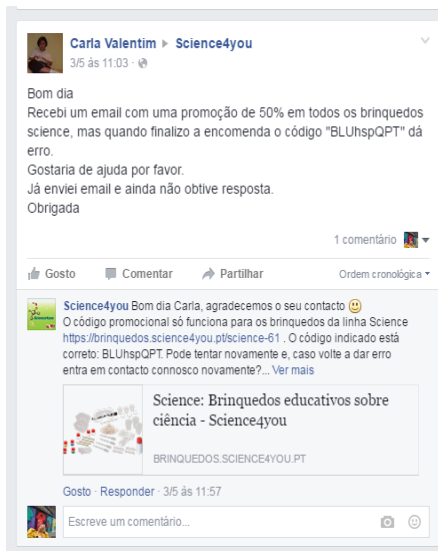 Carla Valentim ▸ Science4you
3/5 às 11:03 ·
Bom dia
Recebi um email com uma promoção de 50% em todos os brinquedos
science, mas quando finalizo a encomenda o código "BLUhspQPT" dá
erro.
Gostaria de ajuda por favor.
Já enviei email e ainda não obtive resposta.
Obrigada
1 comentário
Gosto Comentar Partilhar Ordem cronológica
Science4you Bom dia Carla, agradecemos o seu contacto
O código promocional só funciona para os brinquedos da linha Science
https://brinquedos.science4you.pt/science-61 . O código indicado está
correto: BLUhspQPT. Pode tentar novamente e, caso volte a dar erro
entra em contacto connosco novamente?... Ver mais
Science: Brinquedos educativos sobre
ciência - Science4you
BRINQUEDOS.SCIENCE4YOU.PT
Gosto · Responder · 3/5 às 11:57
Escreve um comentário...